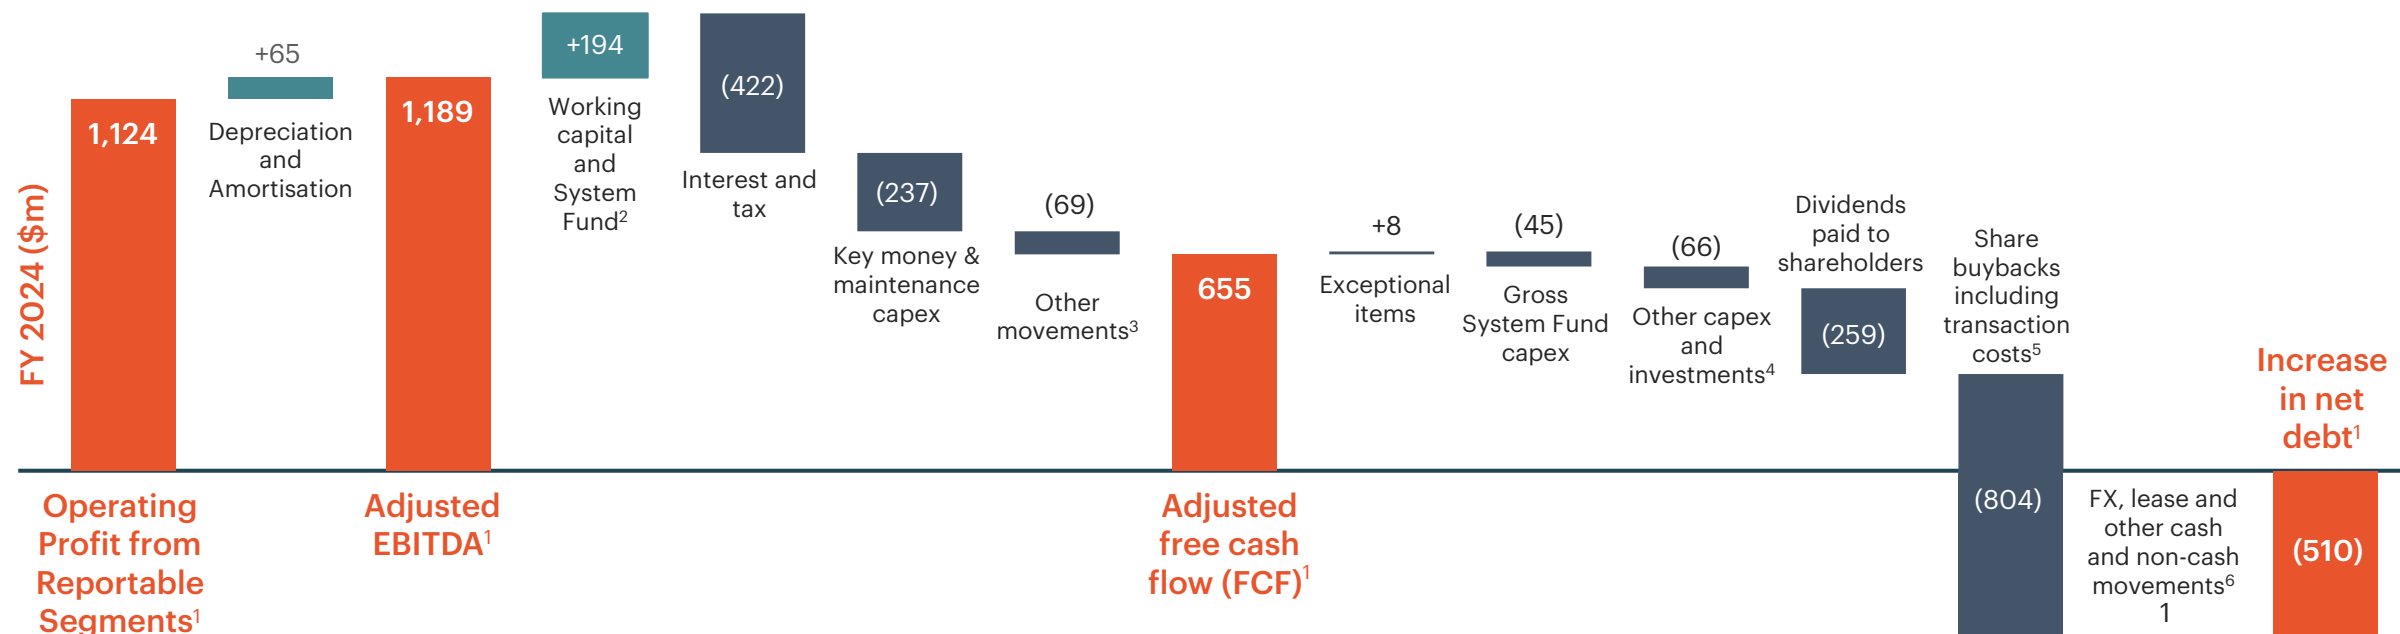 FY 2024 ($m)
1,124
Operating
Profit from
Reportable
Segments¹
+65
Depreciation
and
Amortisation
1,189
Adjusted
EBITDA¹
+194
Working
capital
and
System
Fund²
(422)
Interest and
tax
(237)
Key money &
maintenance
capex
(69)
Other
movements³
655
Adjusted
free cash
flow (FCF)¹
+8
Exceptional
items
(45)
Gross
System Fund
capex
(66)
Other capex
and
investments⁴
Dividends
paid to
shareholders
(259)
Share
buybacks
including
transaction
costs⁵
(804)
FX, lease and
other cash
and non-cash
movements⁶
1
Increase
in net
debt¹
(510)